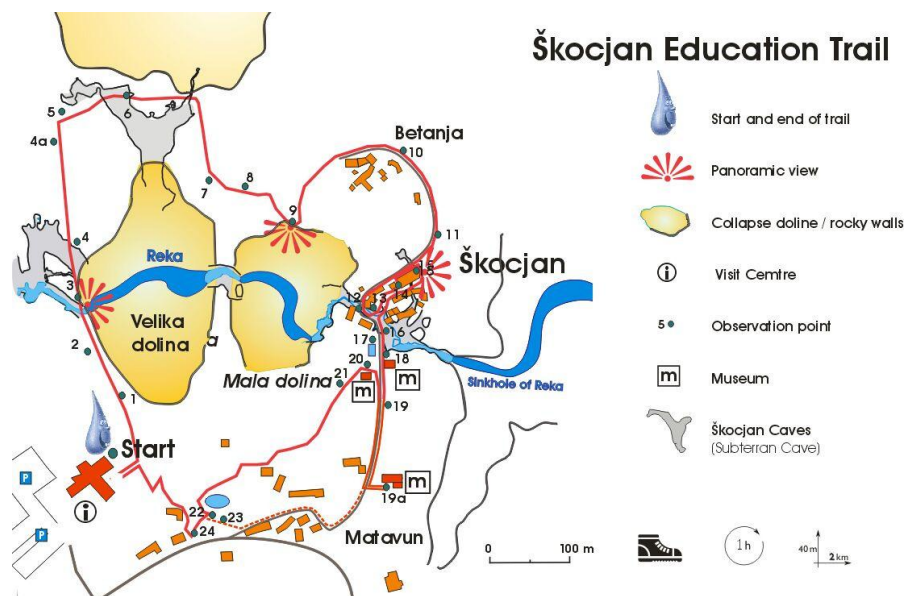 Škocjan Education Trail
Start and end of trail
Panoramic view
Collapse doline / rocky walls
i
Visit Cemtre
5
Observation point
m
Museum
Škocjan Caves
(Subterran Cave)
1 h
40 m
2 km
0
100 m
Betanja
Škocjan
Reka
Velika
dolina
a
Mala dolina
Sinkhole of Reka
Start
Matavun
P
P
i
m
m
m
1
2
3
4
4a
5
6
7
8
9
10
11
12
13
14
15
16
17
18
19
19a
20
21
22
23
24